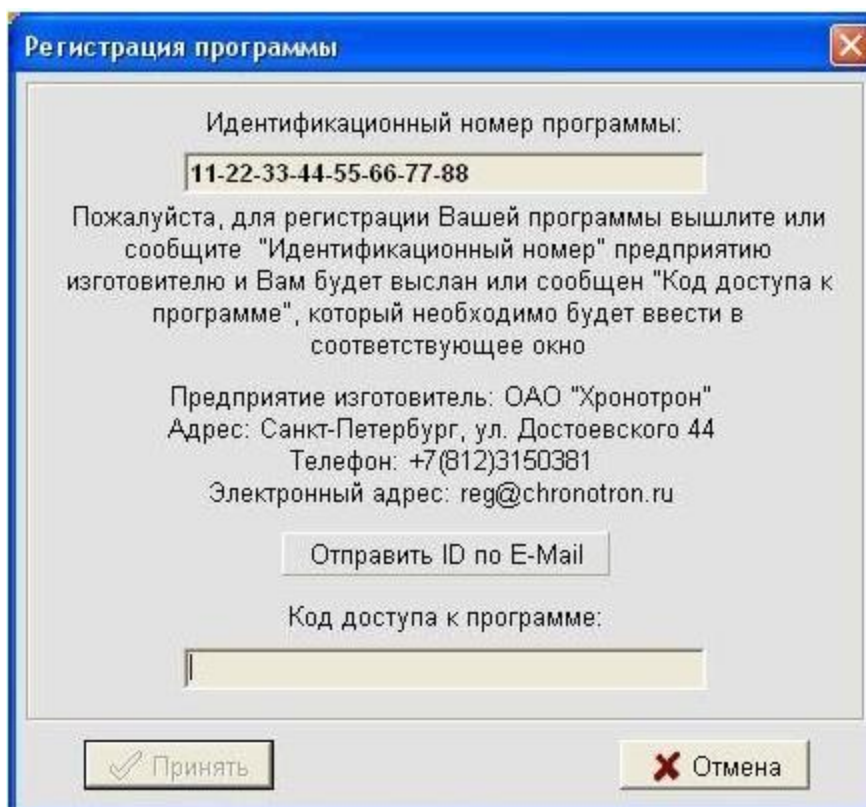 Регистрация программы
Идентификационный номер программы:
11-22-33-44-55-66-77-88
Пожалуйста, для регистрации Вашей программы вышлите или
сообщите "Идентификационный номер" предприятию
изготовителю и Вам будет выслан или сообщен "Код доступа к
программе", который необходимо будет ввести в
соответствующее окно
Предприятие изготовитель: ОАО "Хронотрон"
Адрес: Санкт-Петербург, ул. Достоевского 44
Телефон: +7(812)3150381
Электронный адрес: reg@chronotron.ru
Отправить ID по E-Mail
Код доступа к программе:
Принять
Отмена